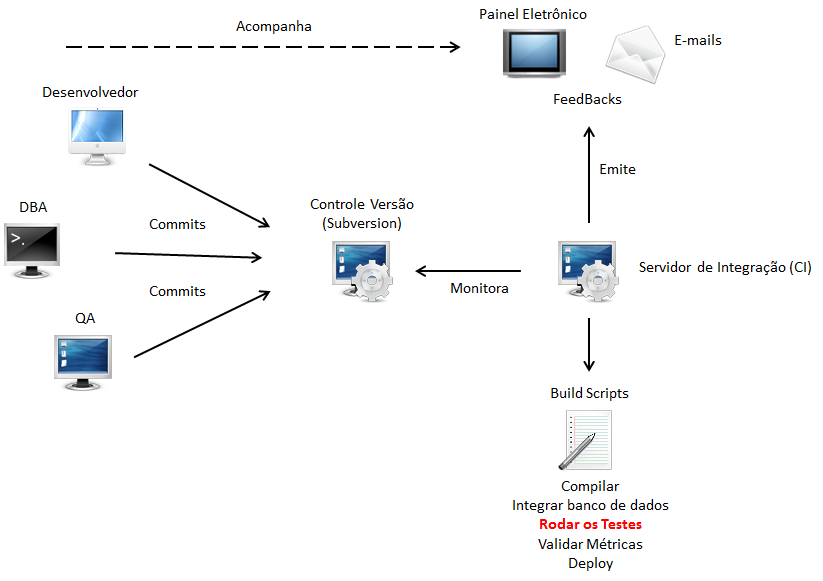 Painel Eletrônico
Acompanha
E-mails
Desenvolvedor
FeedBacks
Emite
DBA
Controle Versão
(Subversion)
Commits
Servidor de Integração (CI)
Monitora
Commits
QA
Build Scripts
Compilar
Integrar banco de dados
Rodar os Testes
Validar Métricas
Deploy